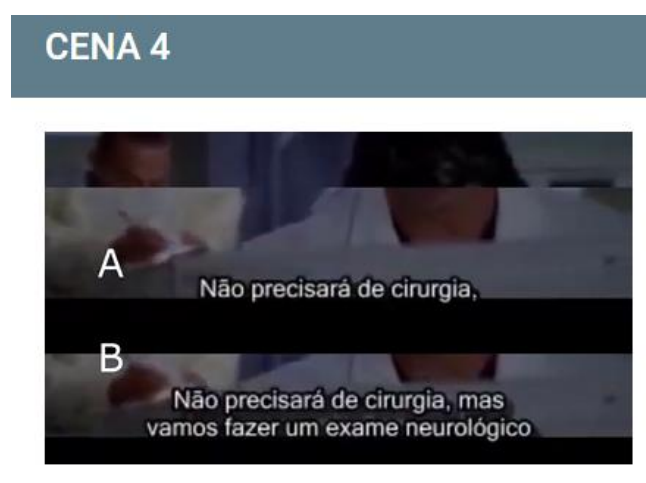 CENA 4
A
Não precisará de cirurgia,
B
Não precisará de cirurgia, mas
vamos fazer um exame neurológico